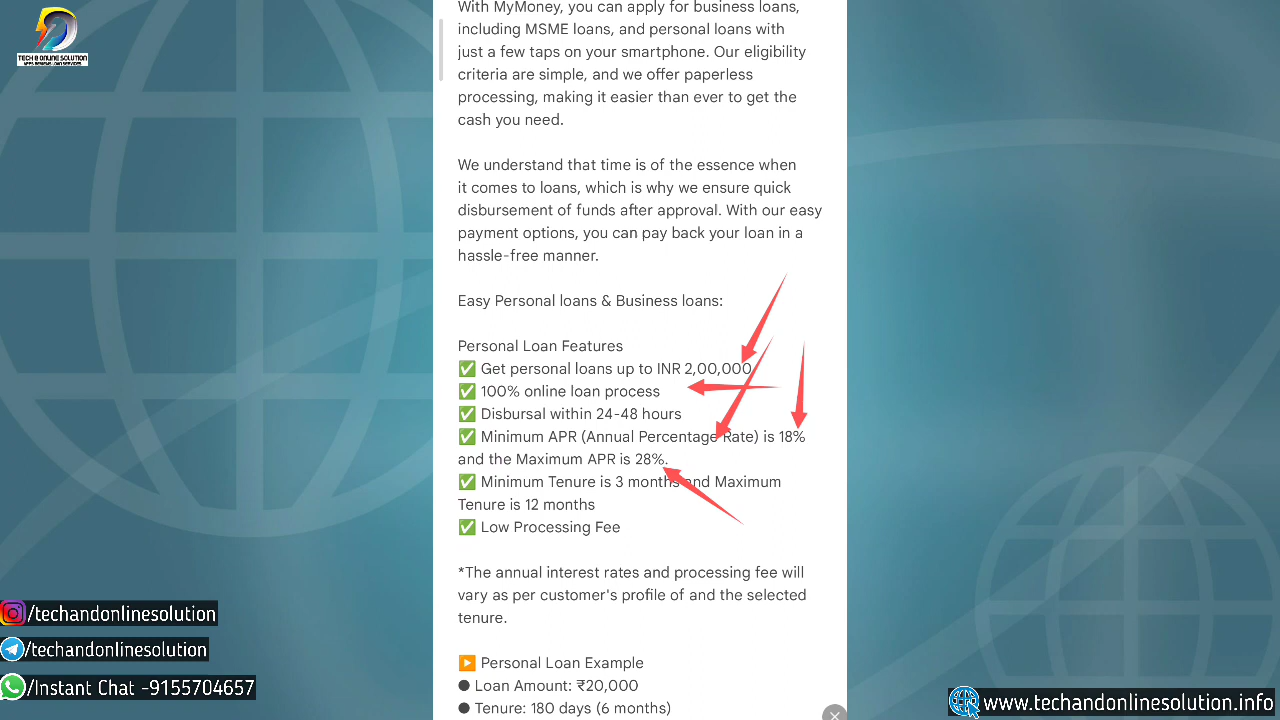 TECH & ONLINE SOLUTION
With MyMoney, you can apply for business loans,
including MSME loans, and personal loans with
just a few taps on your smartphone. Our eligibility
criteria are simple, and we offer paperless
processing, making it easier than ever to get the
cash you need.
We understand that time is of the essence when
it comes to loans, which is why we ensure quick
disbursement of funds after approval. With our easy
payment options, you can pay back your loan in a
hassle-free manner.
Easy Personal loans & Business loans:
Personal Loan Features
✅ Get personal loans up to INR 2,00,000
✅ 100% online loan process
✅ Disbursal within 24-48 hours
✅ Minimum APR (Annual Percentage Rate) is 18%
and the Maximum APR is 28%.
✅ Minimum Tenure is 3 months and Maximum
Tenure is 12 months
✅ Low Processing Fee
*The annual interest rates and processing fee will
vary as per customer's profile of and the selected
tenure.
▶ Personal Loan Example
● Loan Amount: ₹20,000
● Tenure: 180 days (6 months)
/techandonlinesolution
/techandonlinesolution
/Instant Chat -9155704657
www.techandonlinesolution.info